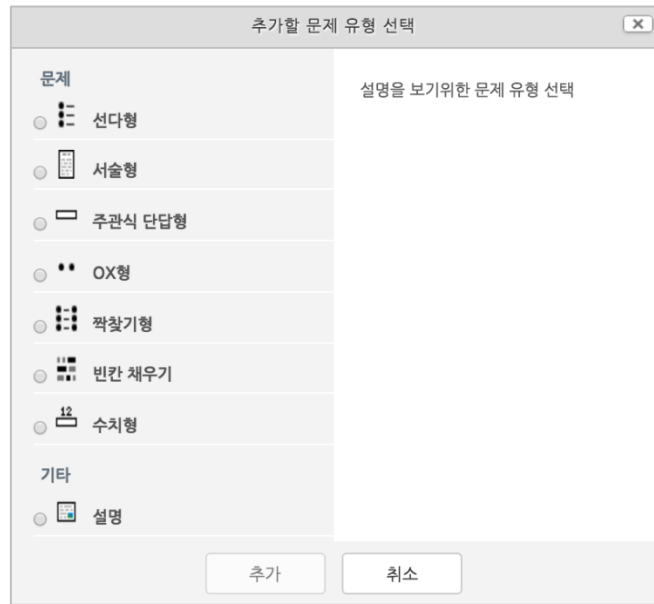 추가할 문제 유형 선택
문제
설명을 보기위한 문제 유형 선택
선다형
서술형
주관식 단답형
OX형
짝찾기형
빈칸 채우기
12
수치형
기타
설명
추가
취소